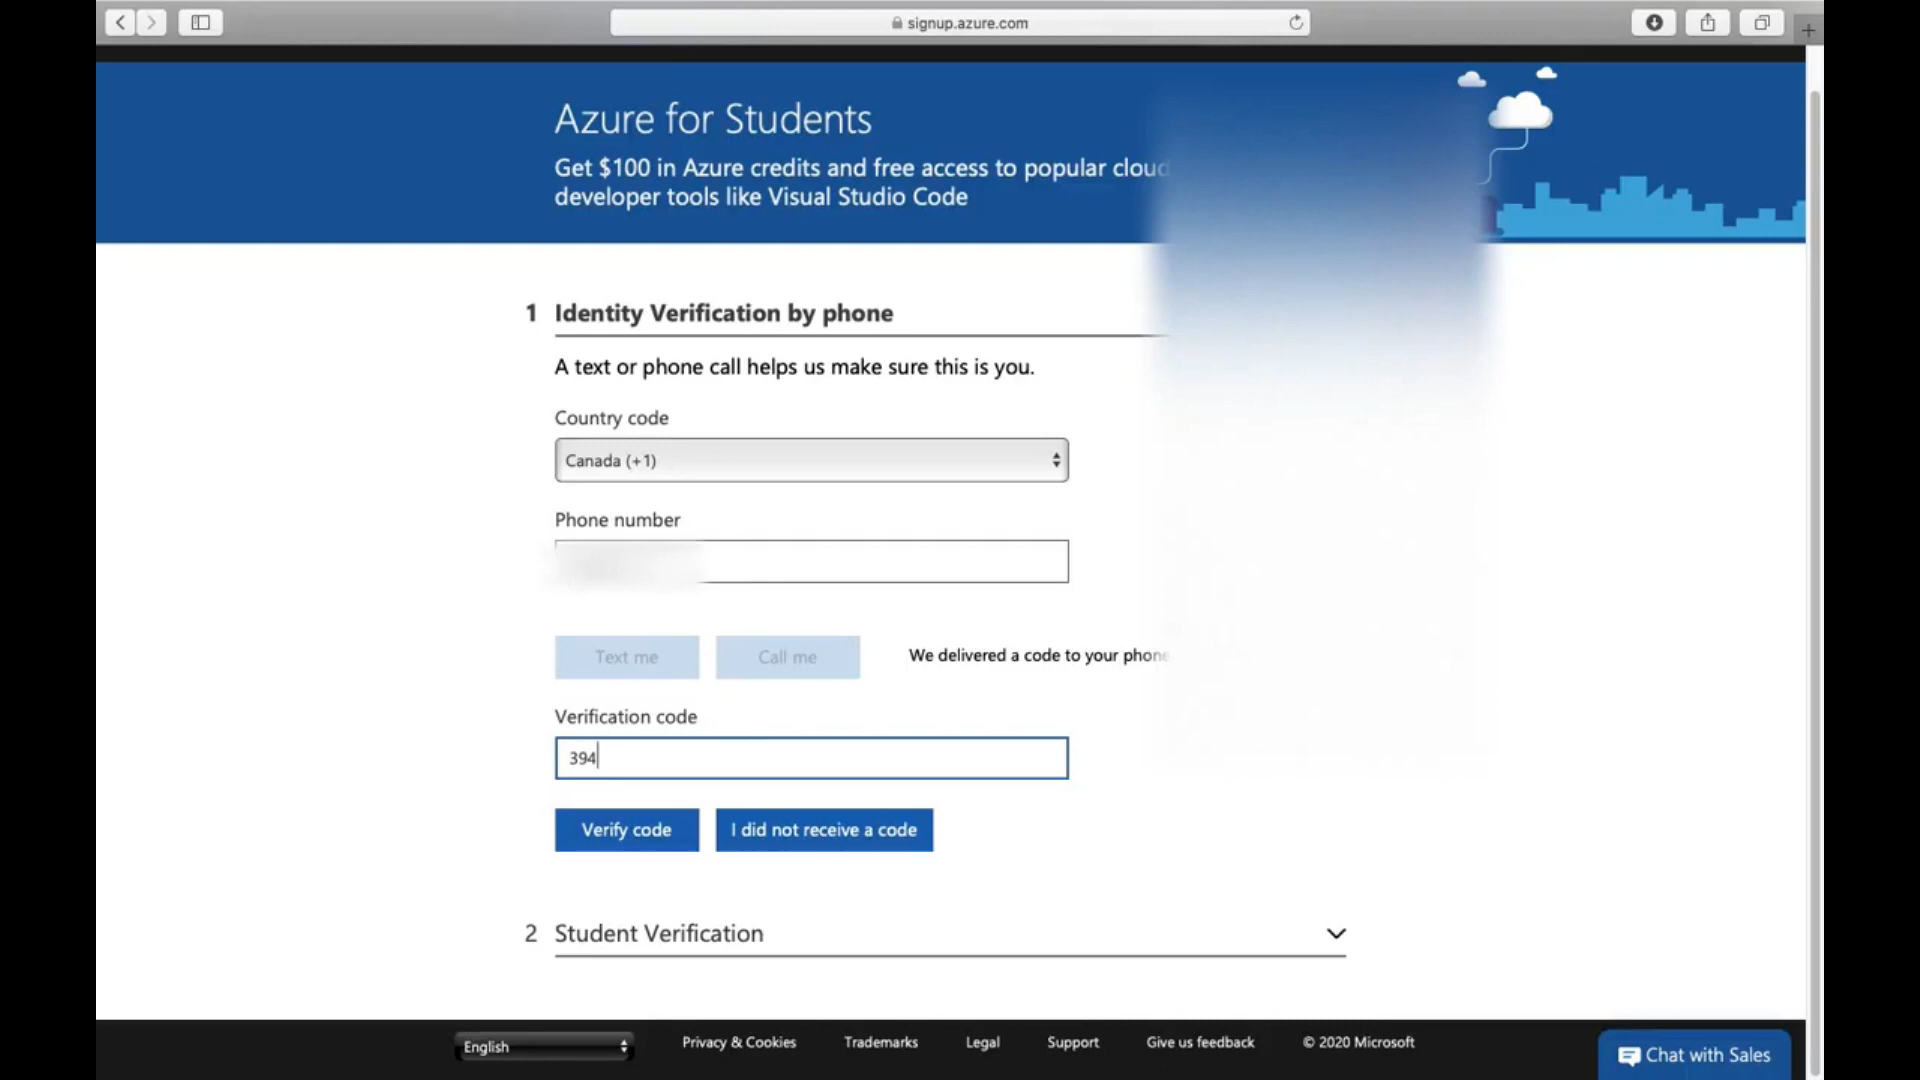 signup.azure.com
Azure for Students
Get $100 in Azure credits and free access to popular cloud
developer tools like Visual Studio Code
1 Identity Verification by phone
A text or phone call helps us make sure this is you.
Country code
Canada (+1)
Phone number
Text me Call me We delivered a code to your phone
Verification code
394
Verify code I did not receive a code
2 Student Verification
English Privacy & Cookies Trademarks Legal Support Give us feedback © 2020 Microsoft
Chat with Sales